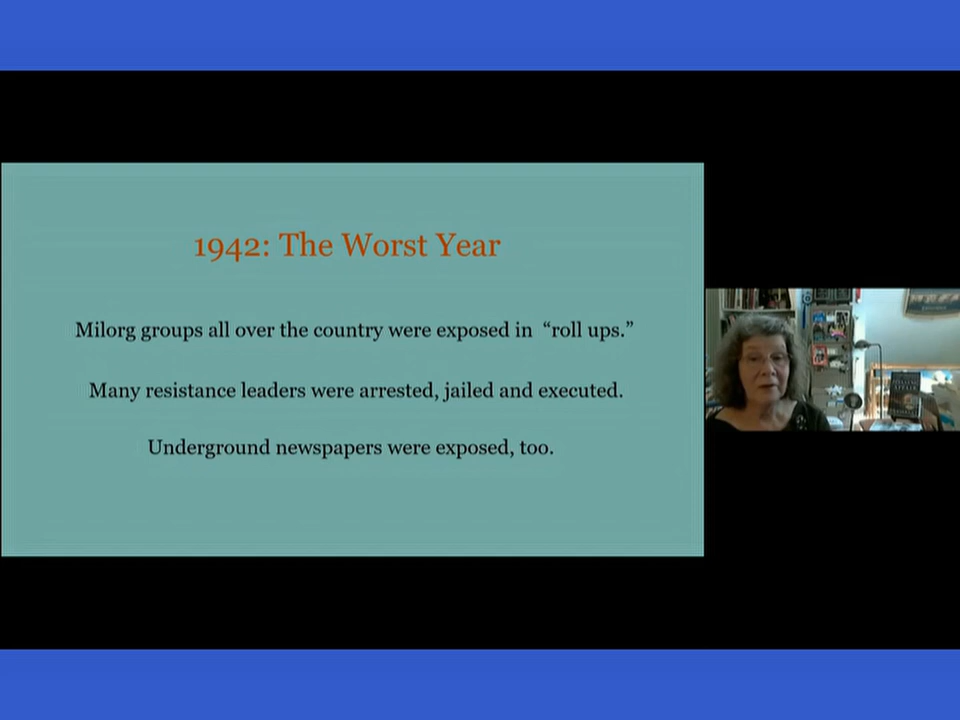 1942: The Worst Year
Milorg groups all over the country were exposed in “roll ups.”
Many resistance leaders were arrested, jailed and executed.
Underground newspapers were exposed, too.